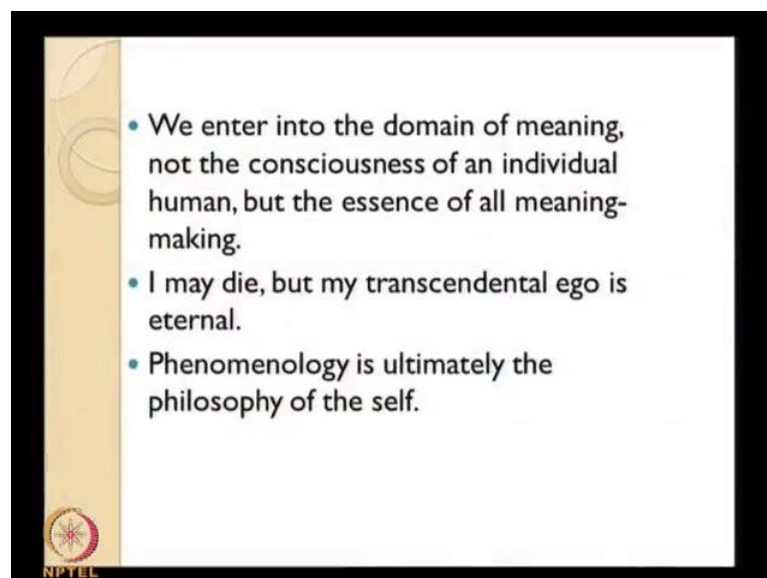 • We enter into the domain of meaning,
not the consciousness of an individual
human, but the essence of all meaning-
making.
• I may die, but my transcendental ego is
eternal.
• Phenomenology is ultimately the
philosophy of the self.
NPTEL